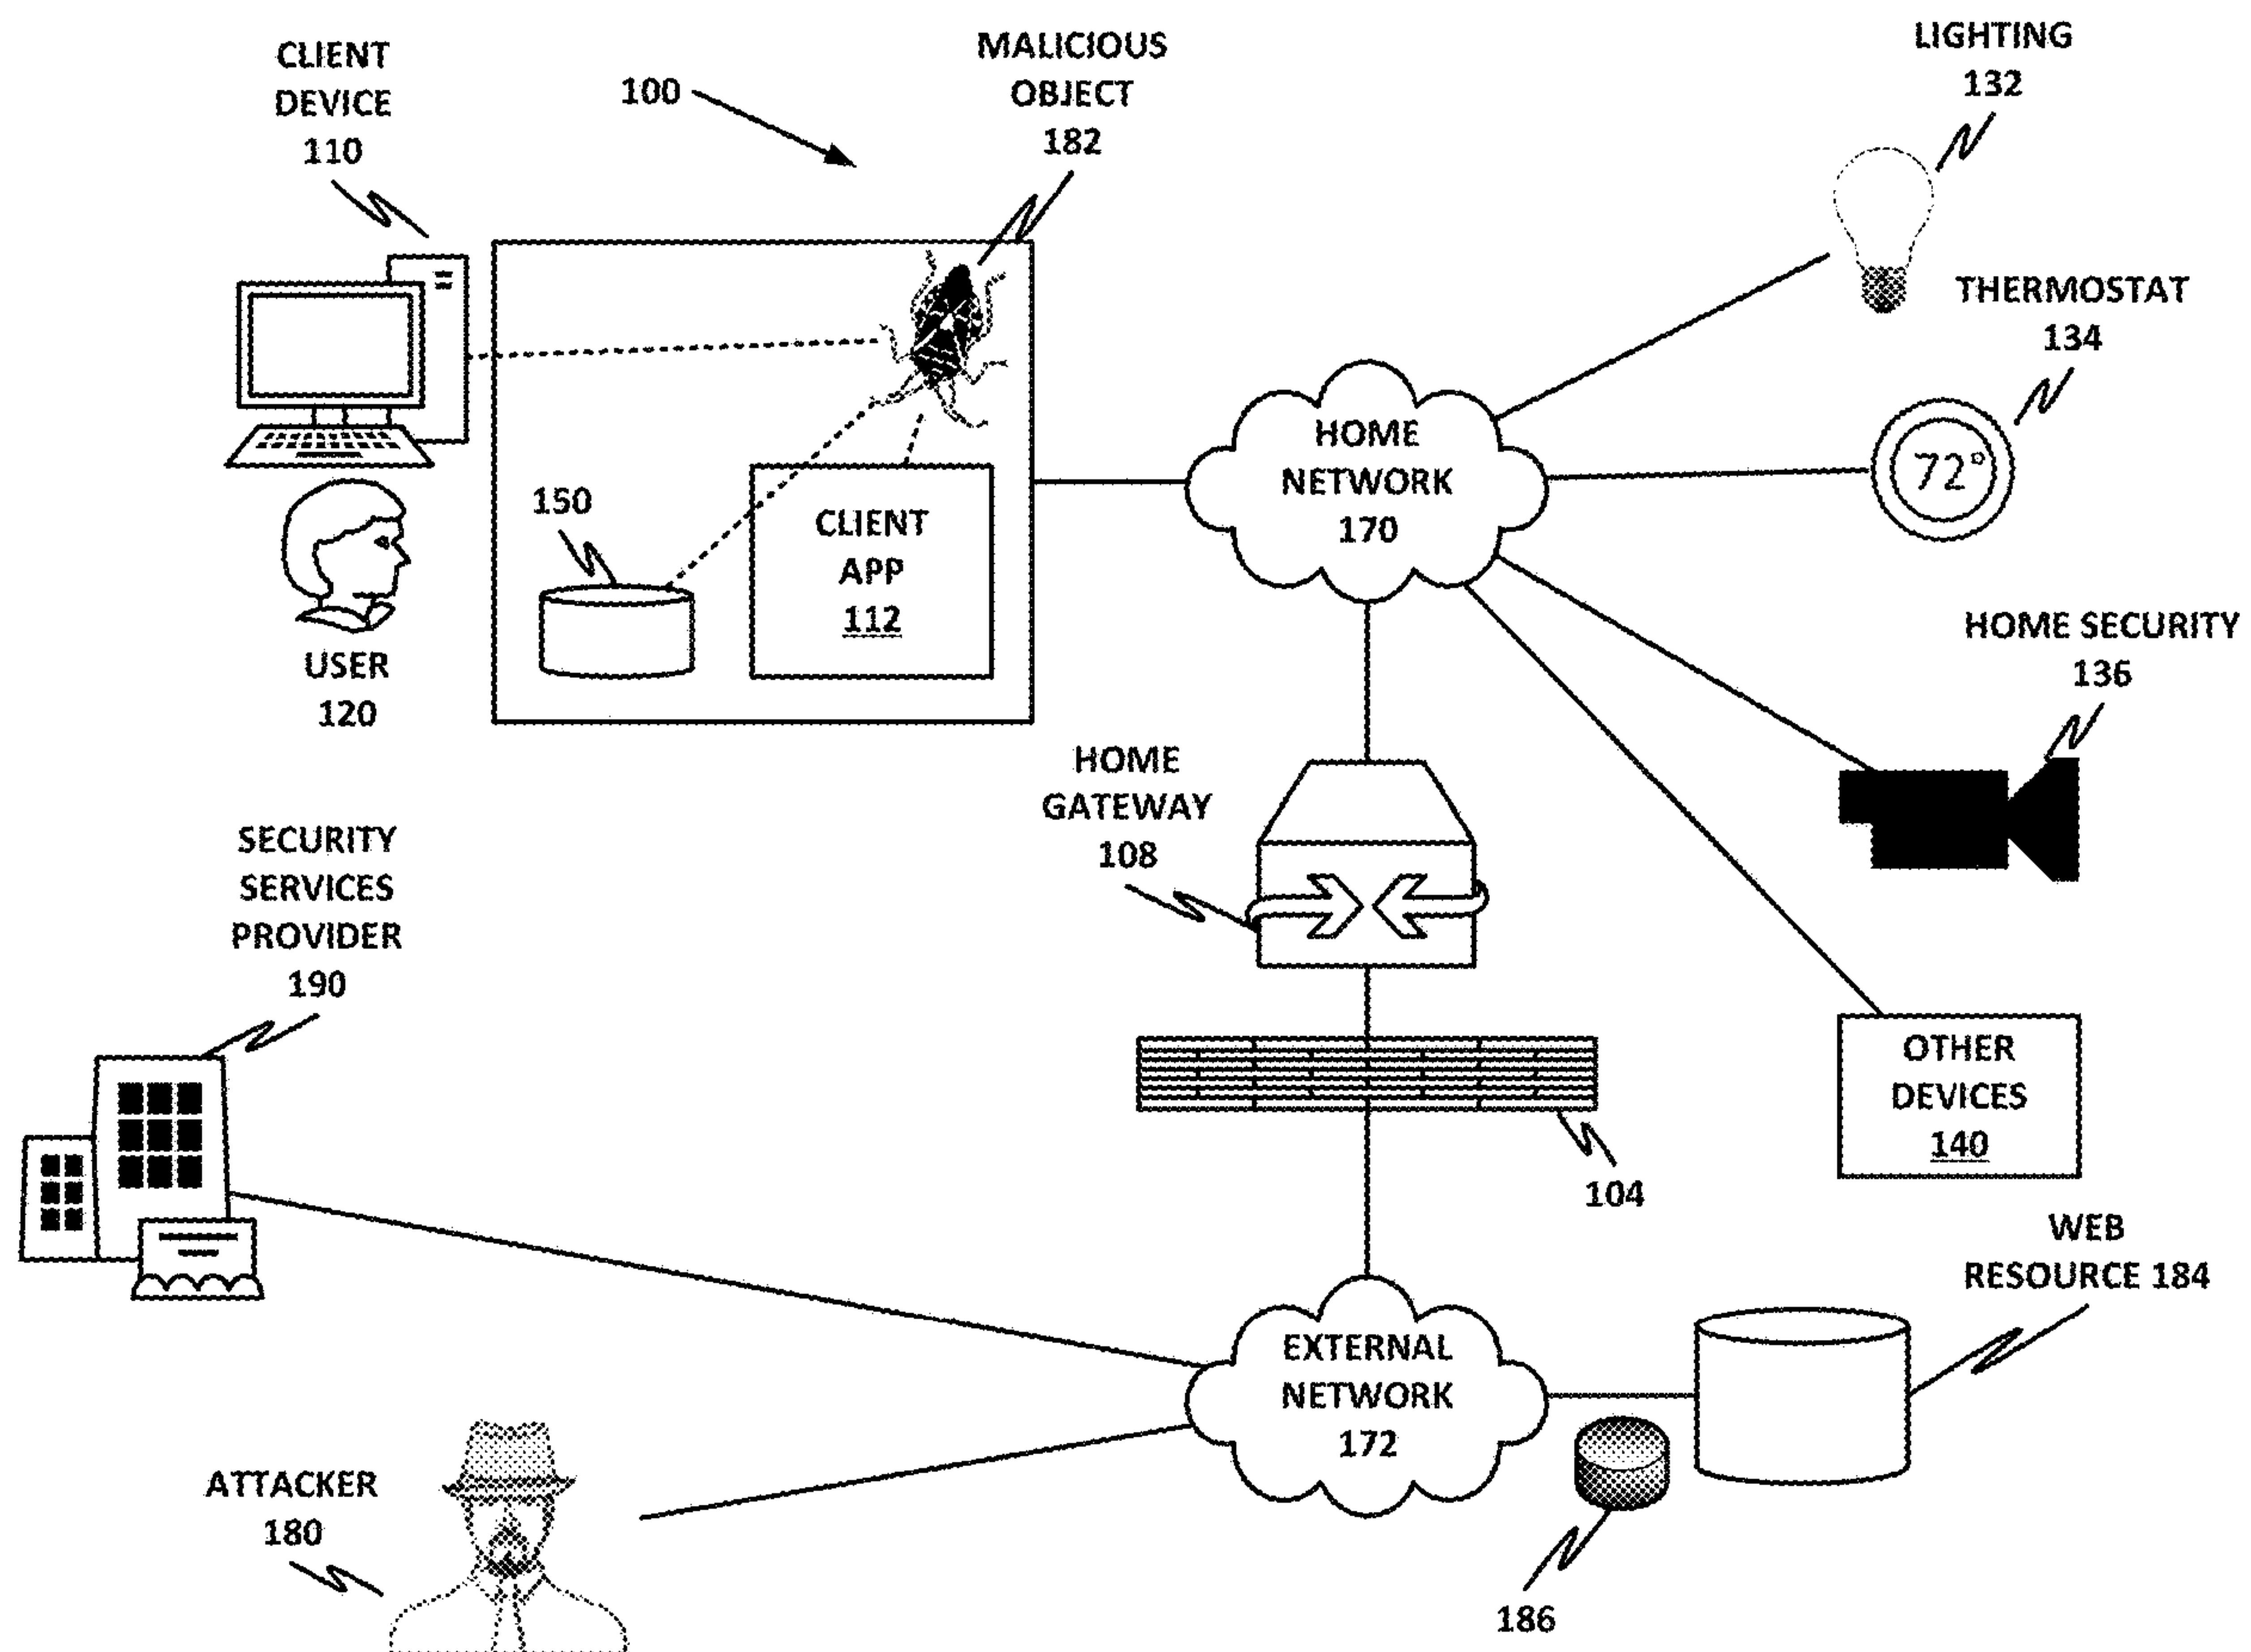 CLIENT
DEVICE
110
100
MALICIOUS
OBJECT
182
LIGHTING
132
THERMOSTAT
134
72°
HOME
NETWORK
170
150
CLIENT
APP
112
USER
120
HOME SECURITY
136
HOME
GATEWAY
108
SECURITY
SERVICES
PROVIDER
190
OTHER
DEVICES
140
104
WEB
RESOURCE 184
EXTERNAL
NETWORK
172
ATTACKER
180
186